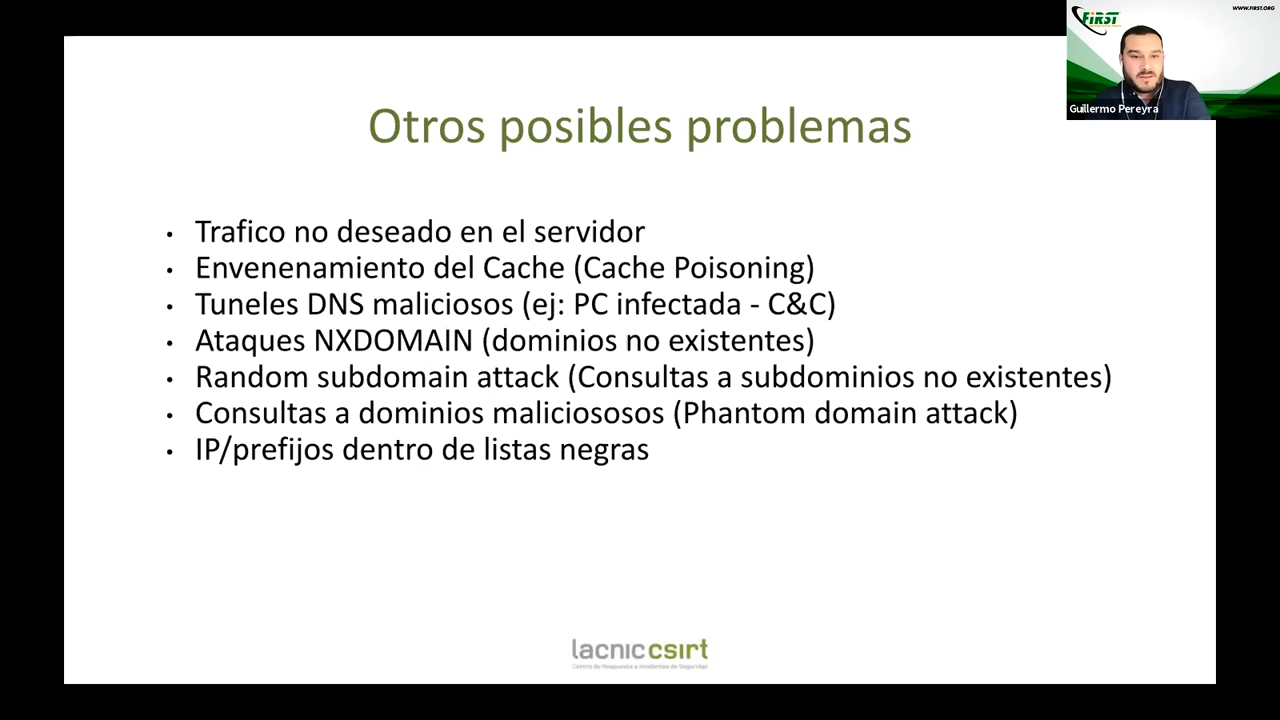 FiRST
WWW.FIRST.ORG
Guillermo Pereyra
Otros posibles problemas
• Trafico no deseado en el servidor
• Envenenamiento del Cache (Cache Poisoning)
• Tuneles DNS maliciosos (ej: PC infectada - C&C)
• Ataques NXDOMAIN (dominios no existentes)
• Random subdomain attack (Consultas a subdominios no existentes)
• Consultas a dominios maliciososos (Phantom domain attack)
• IP/prefijos dentro de listas negras
lacnic csirt
Centro de Respuesta a Incidentes de Seguridad